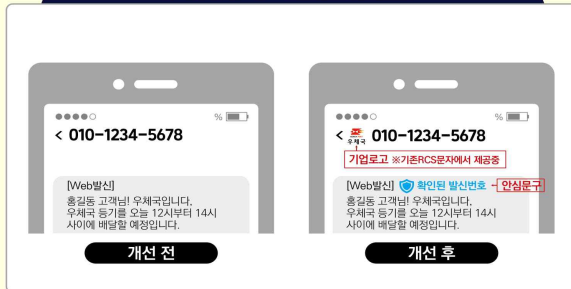 %
< 010-1234-5678
[Web발신]
홍길동 고객님! 우체국입니다.
우체국 등기를 오늘 12시부터 14시
사이에 배달할 예정입니다.
개선 전
%
< 우체국 010-1234-5678
기업로고 ※기존RCS문자에서 제공중
[Web발신] 확인된 발신번호 - 안심문구
홍길동 고객님! 우체국입니다.
우체국 등기를 오늘 12시부터 14시
사이에 배달할 예정입니다.
개선 후